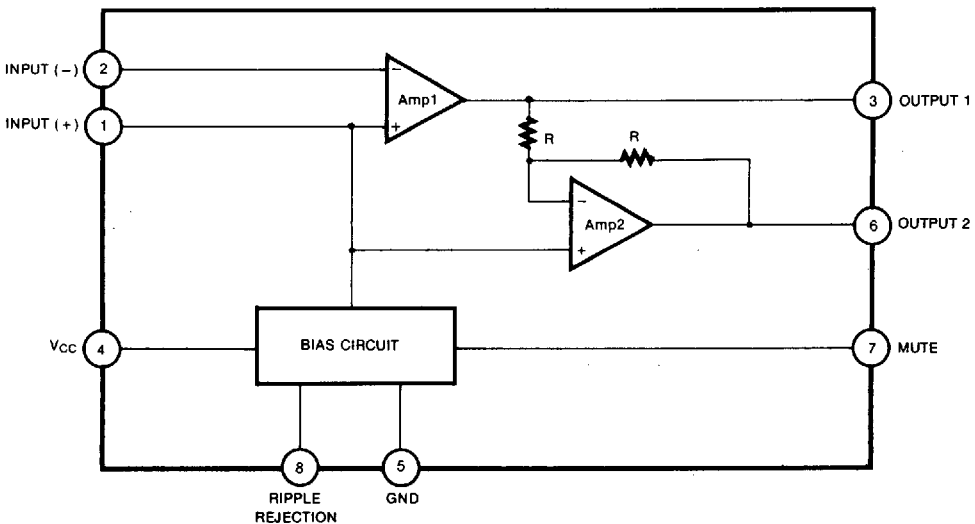 INPUT (−) 2
INPUT (+) 1
Amp1
3 OUTPUT 1
R
R
Amp2
6 OUTPUT 2
VCC 4
BIAS CIRCUIT
7 MUTE
8
RIPPLE
REJECTION
5
GND
−
+
−
+